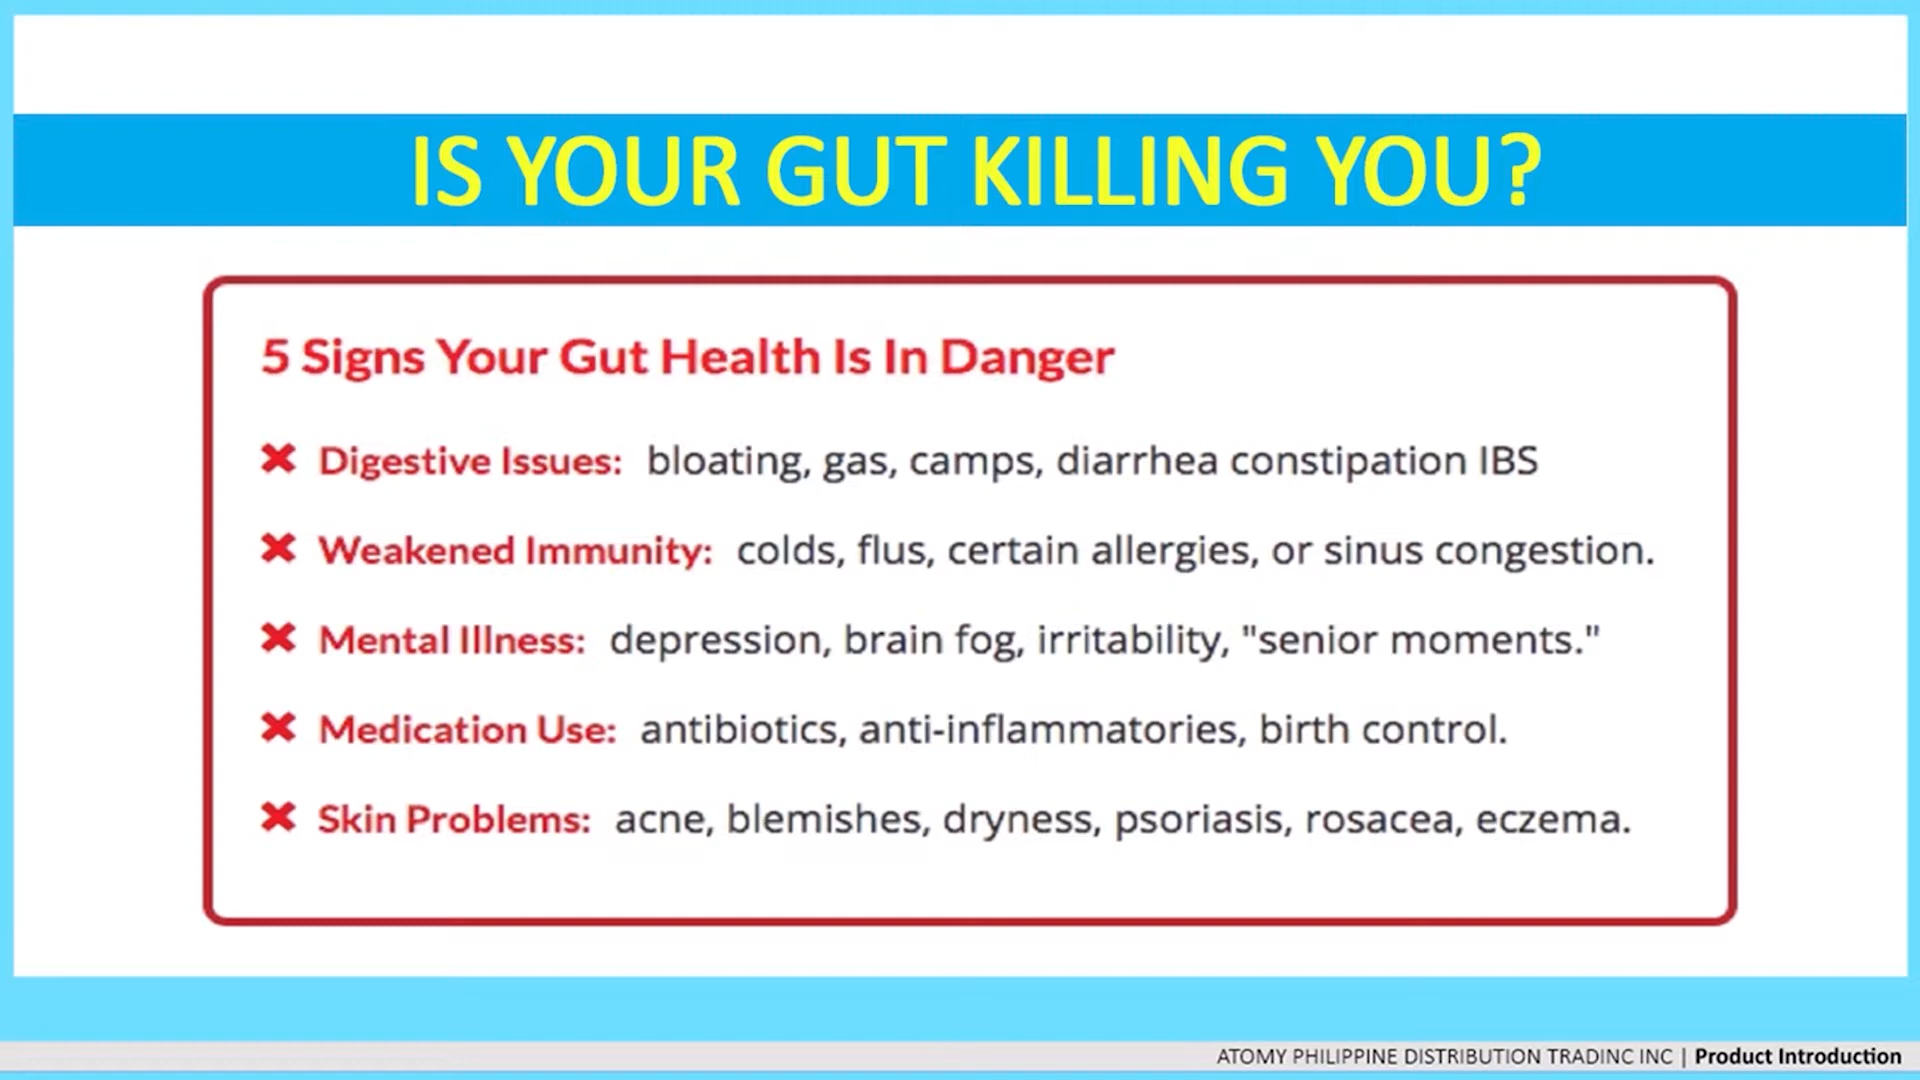 IS YOUR GUT KILLING YOU?
5 Signs Your Gut Health Is In Danger
✖ Digestive Issues: bloating, gas, camps, diarrhea constipation IBS
✖ Weakened Immunity: colds, flus, certain allergies, or sinus congestion.
✖ Mental Illness: depression, brain fog, irritability, "senior moments."
✖ Medication Use: antibiotics, anti-inflammatories, birth control.
✖ Skin Problems: acne, blemishes, dryness, psoriasis, rosacea, eczema.
ATOMY PHILIPPINE DISTRIBUTION TRADINC INC | Product Introduction